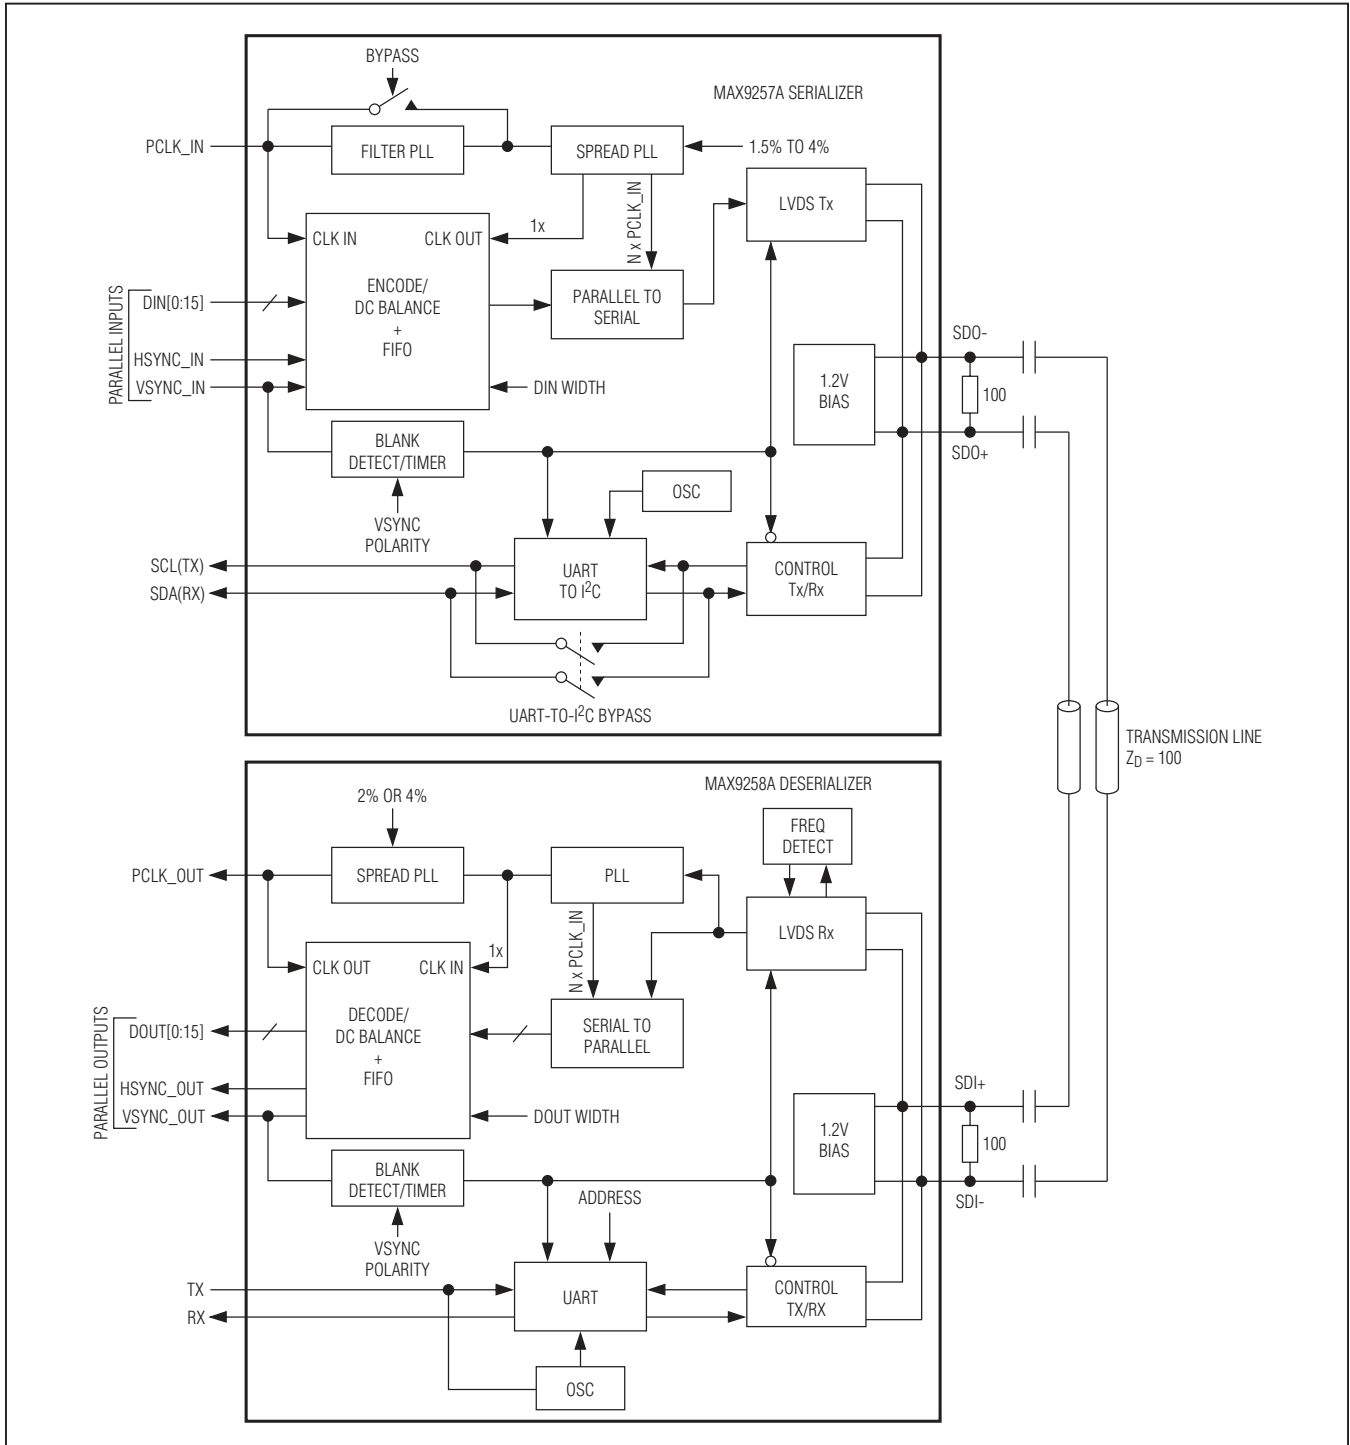 BYPASS
MAX9257A SERIALIZER
PCLK_IN
FILTER PLL
SPREAD PLL
1.5% TO 4%
LVDS Tx
N x PCLK_IN
1x
CLK IN
CLK OUT
ENCODE/
DC BALANCE
+
FIFO
PARALLEL TO
SERIAL
PARALLEL INPUTS
DIN[0:15]
HSYNC_IN
VSYNC_IN
DIN WIDTH
1.2V
BIAS
SDO-
100
SDO+
BLANK
DETECT/TIMER
OSC
VSYNC
POLARITY
SCL(TX)
SDA(RX)
UART
TO I²C
CONTROL
Tx/Rx
UART-TO-I²C BYPASS
TRANSMISSION LINE
Z_D = 100
MAX9258A DESERIALIZER
2% OR 4%
FREQ
DETECT
PCLK_OUT
SPREAD PLL
PLL
LVDS Rx
N x PCLK_IN
1x
CLK OUT
CLK IN
DECODE/
DC BALANCE
+
FIFO
SERIAL TO
PARALLEL
PARALLEL OUTPUTS
DOUT[0:15]
HSYNC_OUT
VSYNC_OUT
DOUT WIDTH
1.2V
BIAS
SDI+
100
SDI-
BLANK
DETECT/TIMER
ADDRESS
VSYNC
POLARITY
TX
RX
UART
CONTROL
TX/RX
OSC